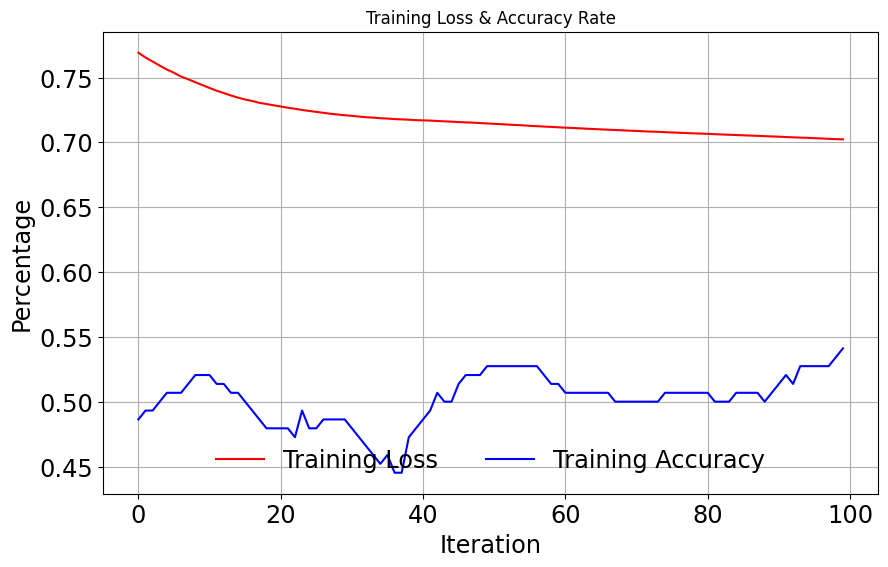 Training Loss & Accuracy Rate
Percentage
0.75
0.70
0.65
0.60
0.55
0.50
0.45
Training Loss Training Accuracy
0 20 40 60 80 100
Iteration